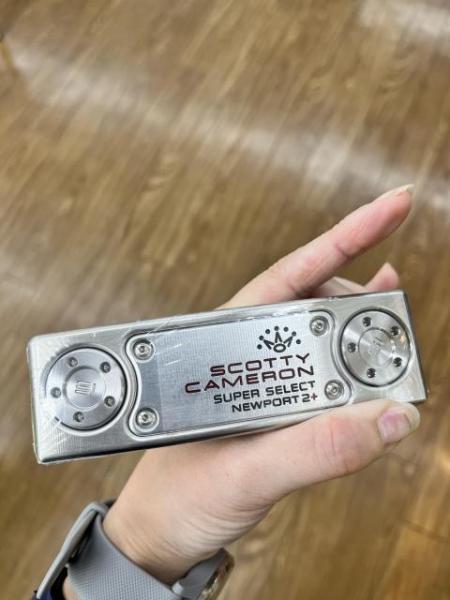 SCOTTY
CAMERON
SUPER SELECT
NEWPORT 2+